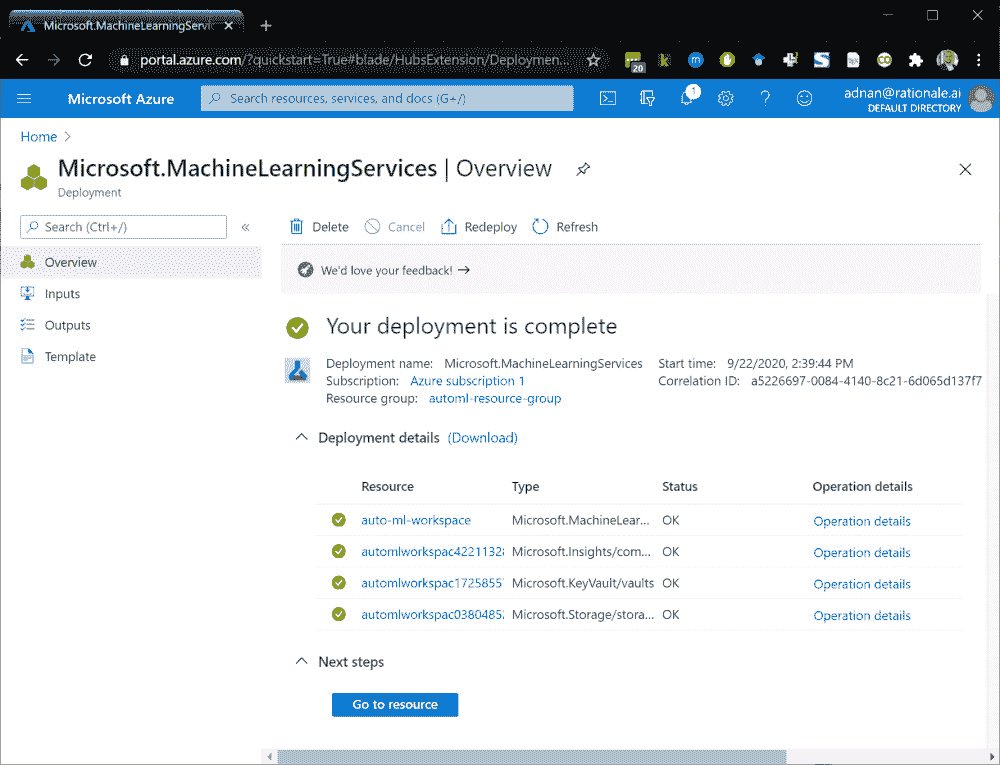 Microsoft.MachineLearningServic
portal.azure.com/?quickstart=True#blade/HubsExtension/Deploymen...
20
Microsoft Azure
Search resources, services, and docs (G+/)
1
adnan@rationale.ai
DEFAULT DIRECTORY
Home
Microsoft.MachineLearningServices | Overview
Deployment
Search (Ctrl+/)
Delete
Cancel
Redeploy
Refresh
Overview
Inputs
Outputs
Template
We'd love your feedback! →
Your deployment is complete
Deployment name: Microsoft.MachineLearningServices
Subscription: Azure subscription 1
Resource group: automl-resource-group
Start time: 9/22/2020, 2:39:44 PM
Correlation ID: a5226697-0084-4140-8c21-6d065d137f7
Deployment details (Download)
Resource Type Status Operation details
auto-ml-workspace Microsoft.MachineLear... OK Operation details
automlworkspac4221132 Microsoft.Insights/com... OK Operation details
automlworkspac1725855 Microsoft.KeyVault/vaults OK Operation details
automlworkspac0380485 Microsoft.Storage/stora... OK Operation details
Next steps
Go to resource